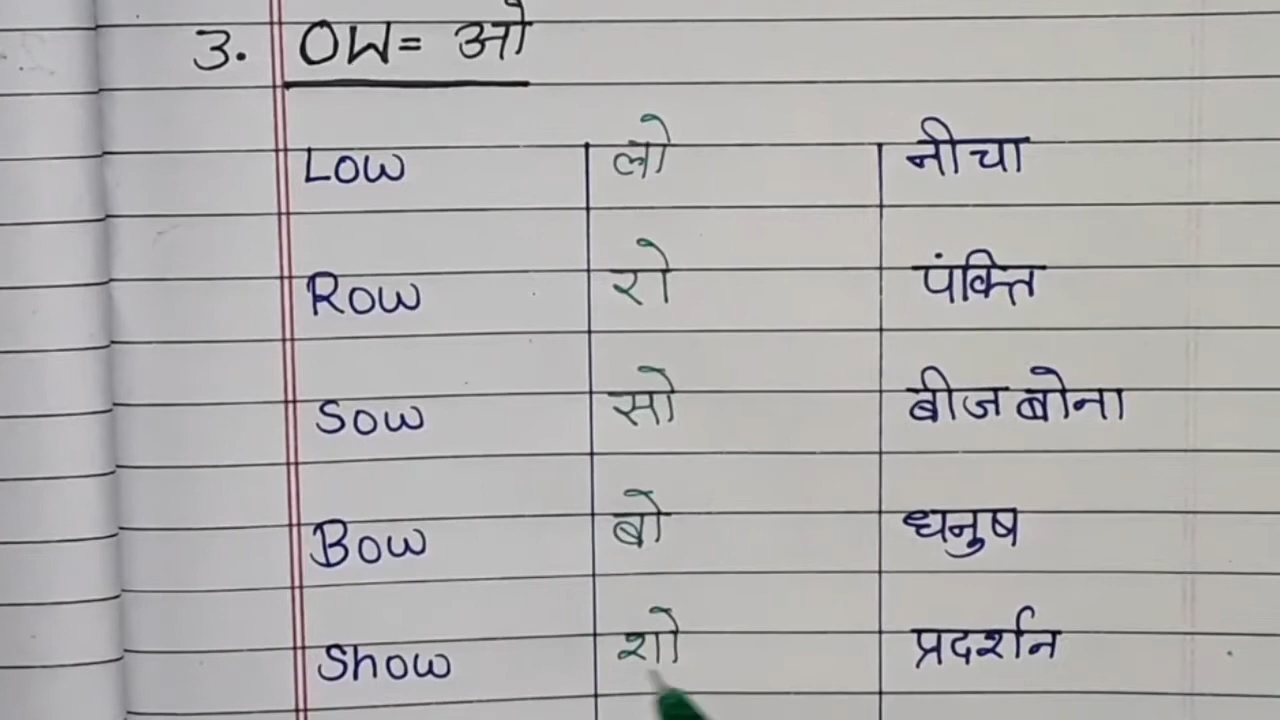 3. OW= ओ
Low लो नीचा
Row रो पंक्ति
Sow सो बीज बोना
Bow बो धनुष
Show शो प्रदर्शन